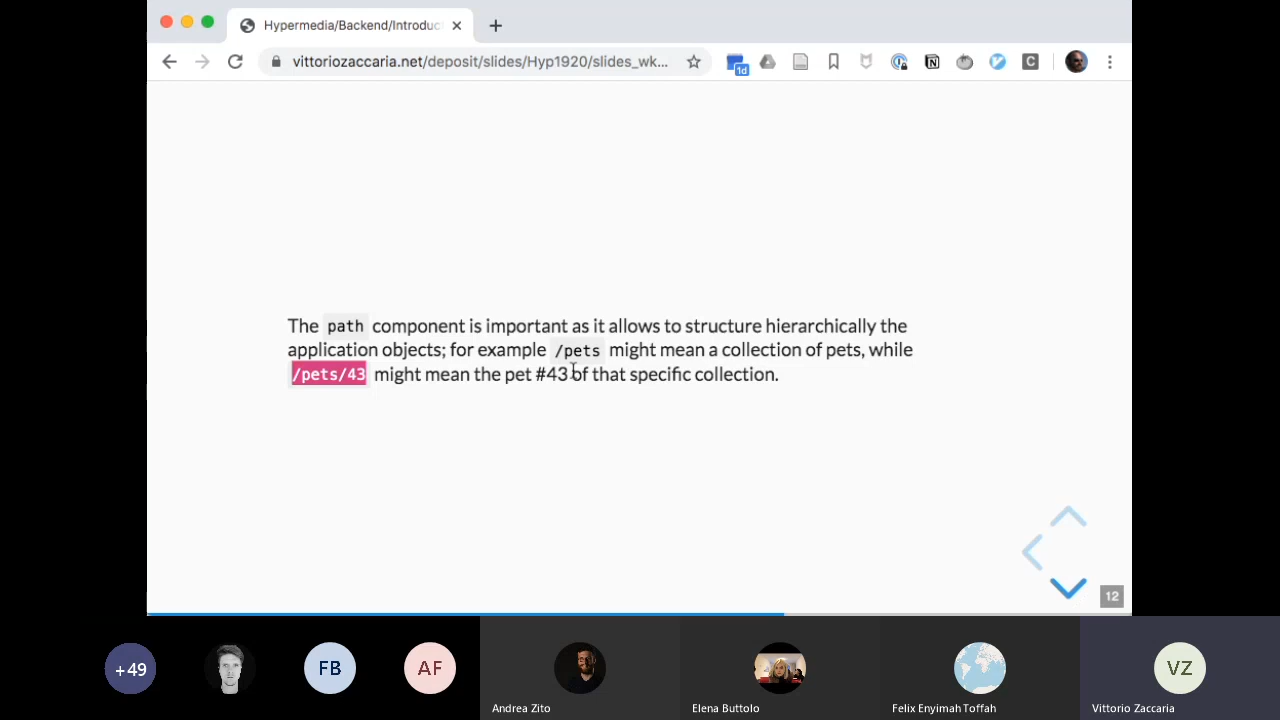 Hypermedia/Backend/Introduc
vittoriozaccaria.net/deposit/slides/Hyp1920/slides_wk...
1d
C
The path component is important as it allows to structure hierarchically the
application objects; for example /pets might mean a collection of pets, while
/pets/43 might mean the pet #43 of that specific collection.
12
+49
FB
AF
VZ
Andrea Zito
Elena Buttolo
Felix Enyimah Toffah
Vittorio Zaccaria